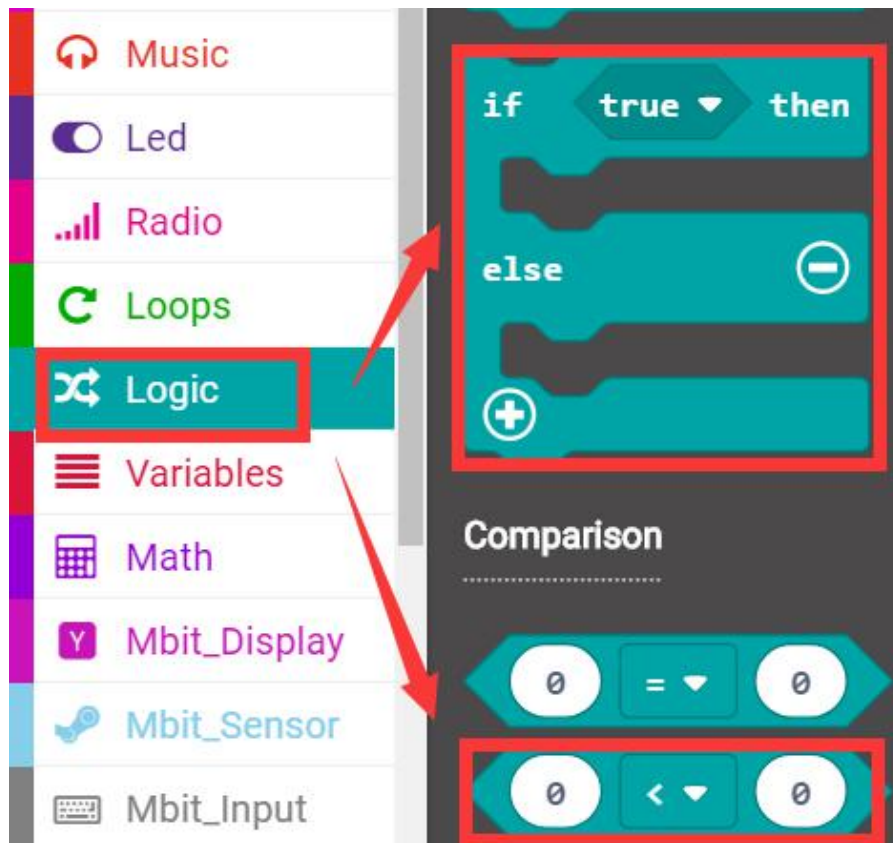 Music
Led
Radio
Loops
Logic
Variables
Math
Y Mbit_Display
Mbit_Sensor
Mbit_Input
if true then
else
Comparison
0 = 0
0 < 0